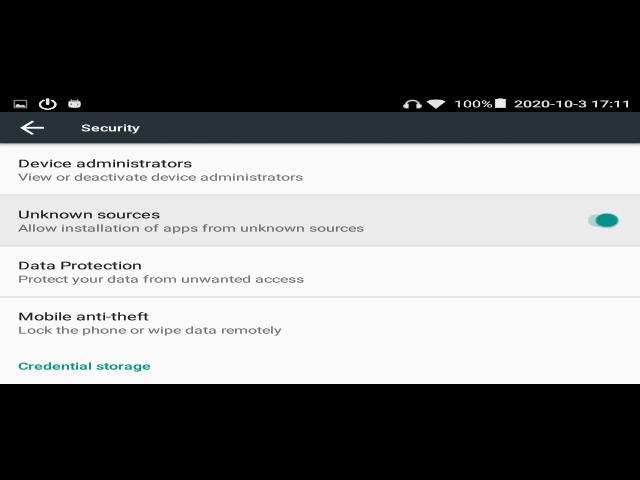 100% 2020-10-3 17:11
Security
Device administrators
View or deactivate device administrators
Unknown sources
Allow installation of apps from unknown sources
Data Protection
Protect your data from unwanted access
Mobile anti-theft
Lock the phone or wipe data remotely
Credential storage